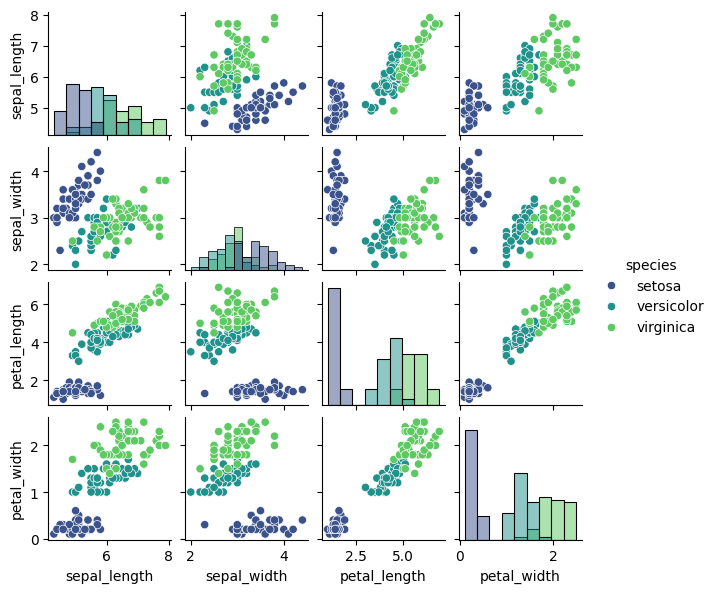 sepal_length
8
7
6
5
sepal_width
4
3
2
species
setosa
versicolor
virginica
petal_length
6
4
2
petal_width
2
1
0
6
8
2
4
2.5
5.0
0
2
sepal_length
sepal_width
petal_length
petal_width